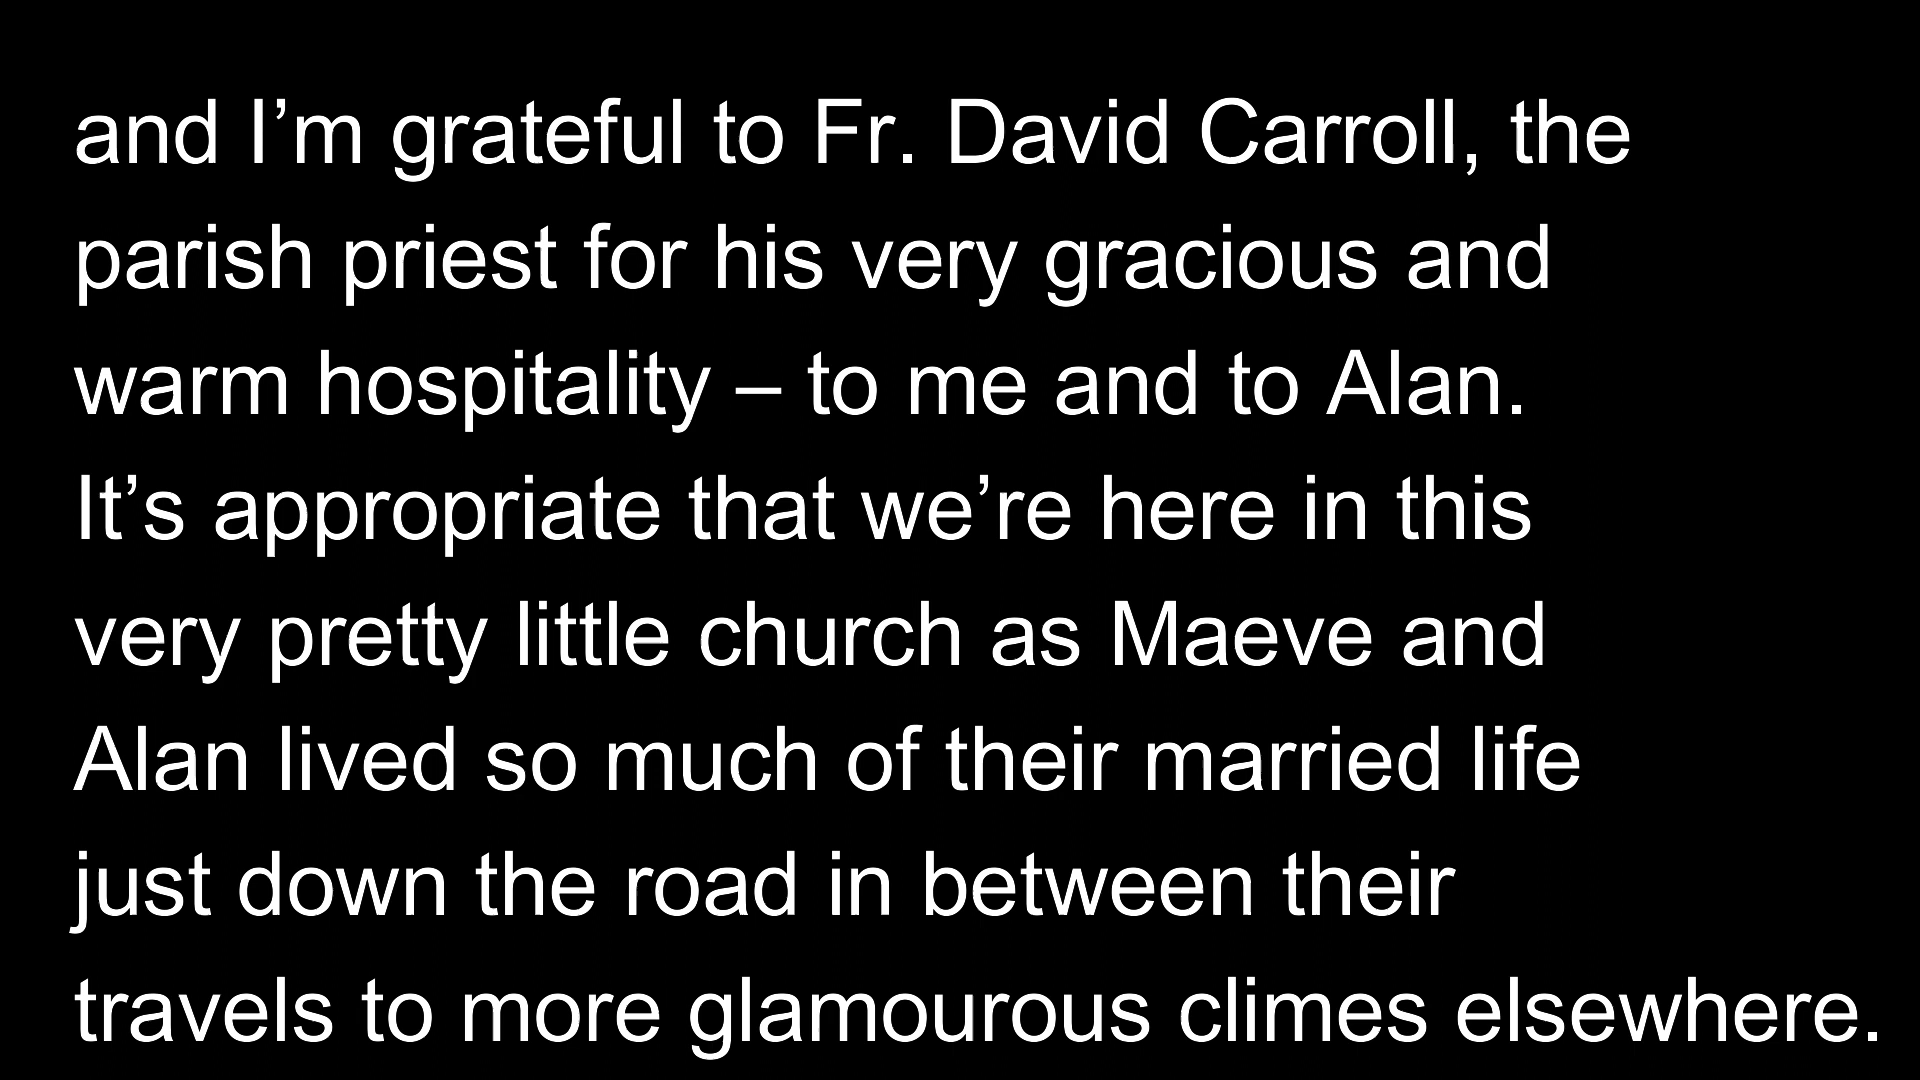 and I’m grateful to Fr. David Carroll, the
parish priest for his very gracious and
warm hospitality – to me and to Alan.
It’s appropriate that we’re here in this
very pretty little church as Maeve and
Alan lived so much of their married life
just down the road in between their
travels to more glamourous climes elsewhere.